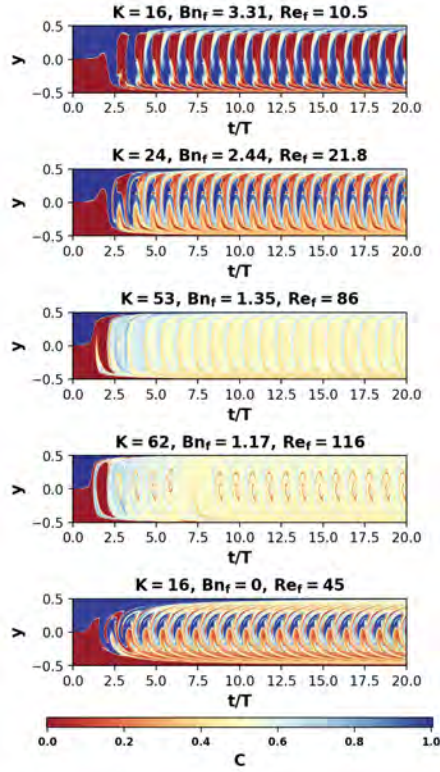 K = 16, Bn_f = 3.31, Re_f = 10.5
0.5
y
0.0
−0.5
0.0 2.5 5.0 7.5 10.0 12.5 15.0 17.5 20.0
t/T
K = 24, Bn_f = 2.44, Re_f = 21.8
0.5
y
0.0
−0.5
0.0 2.5 5.0 7.5 10.0 12.5 15.0 17.5 20.0
t/T
K = 53, Bn_f = 1.35, Re_f = 86
0.5
y
0.0
−0.5
0.0 2.5 5.0 7.5 10.0 12.5 15.0 17.5 20.0
t/T
K = 62, Bn_f = 1.17, Re_f = 116
0.5
y
0.0
−0.5
0.0 2.5 5.0 7.5 10.0 12.5 15.0 17.5 20.0
t/T
K = 16, Bn_f = 0, Re_f = 45
0.5
y
0.0
−0.5
0.0 2.5 5.0 7.5 10.0 12.5 15.0 17.5 20.0
t/T
0.0 0.2 0.4 0.6 0.8 1.0
C